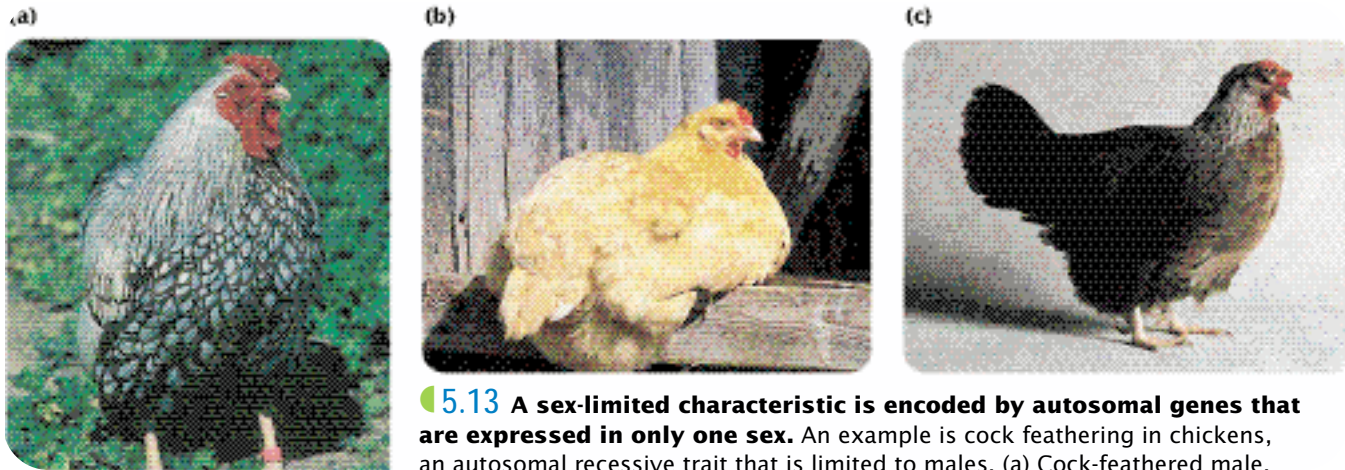 (a)
(b)
(c)
5.13 A sex-limited characteristic is encoded by autosomal genes that
are expressed in only one sex. An example is cock feathering in chickens,
an autosomal recessive trait that is limited to males. (a) Cock-feathered male.